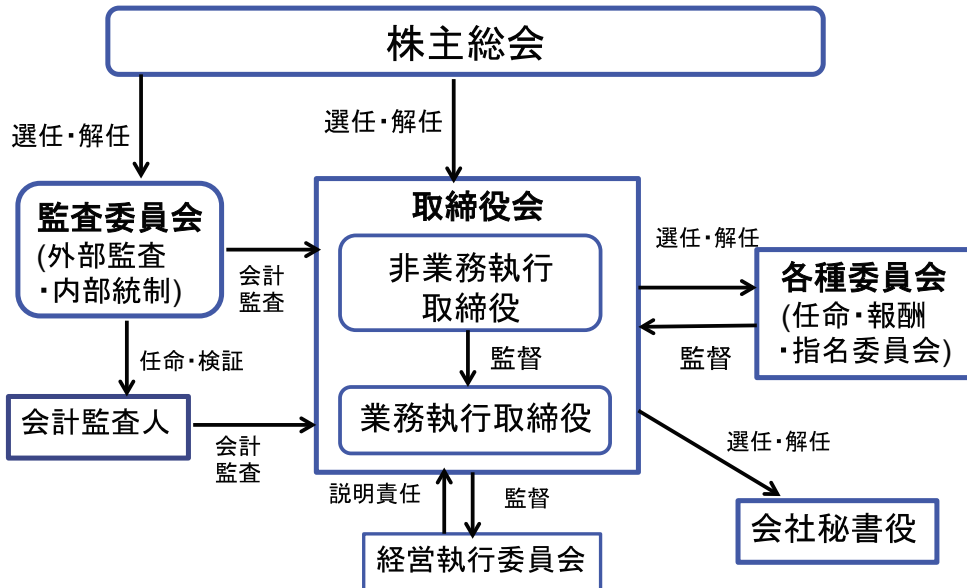 株主総会
選任・解任
選任・解任
監査委員会
(外部監査
・内部統制)
会計
監査
取締役会
非業務執行
取締役
監督
業務執行取締役
選任・解任
各種委員会
(任命・報酬
・指名委員会)
監督
任命・検証
会計監査人
会計
監査
選任・解任
会社秘書役
説明責任
監督
経営執行委員会